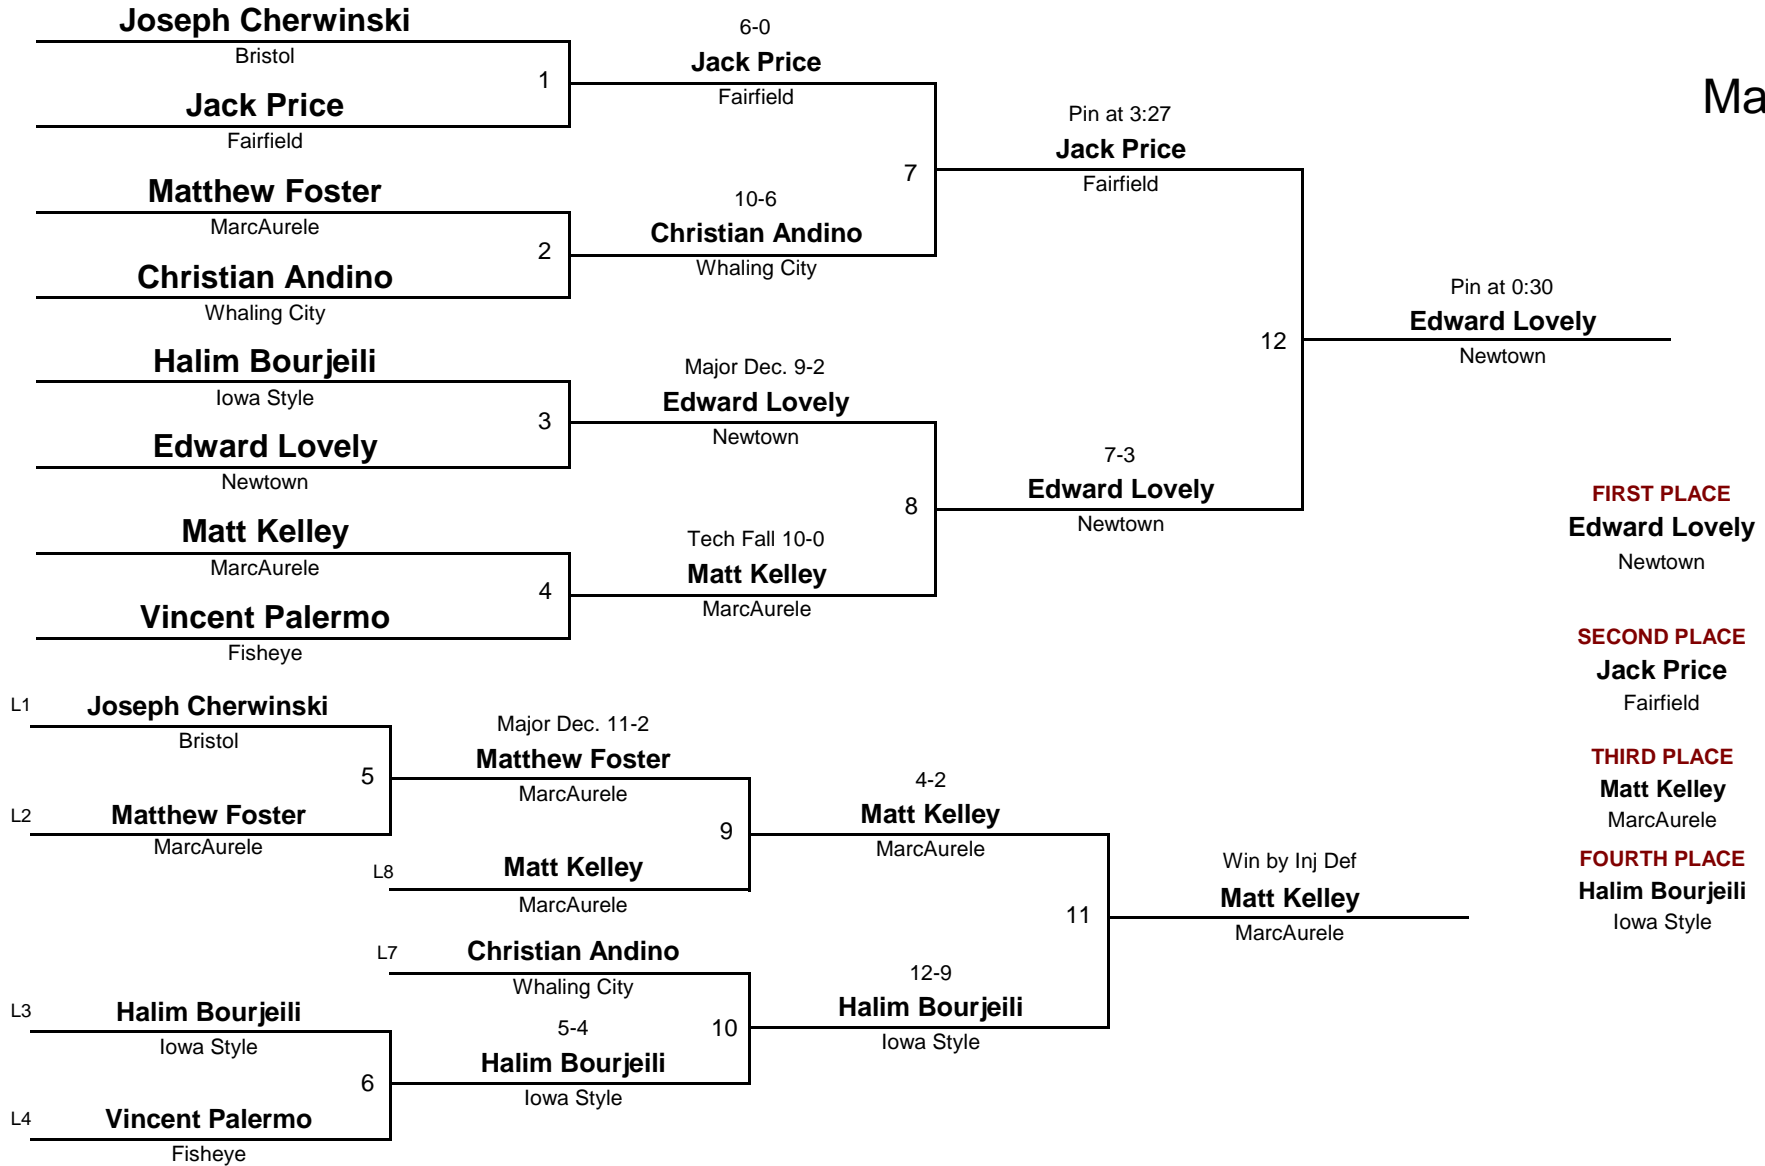 Joseph Cherwinski
Bristol
1
Jack Price
Fairfield
Matthew Foster
MarcAurele
2
Christian Andino
Whaling City
Halim Bourjeili
Iowa Style
3
Edward Lovely
Newtown
Matt Kelley
MarcAurele
4
Vincent Palermo
Fisheye
6-0
Jack Price
Fairfield
7
10-6
Christian Andino
Whaling City
Major Dec. 9-2
Edward Lovely
Newtown
8
Tech Fall 10-0
Matt Kelley
MarcAurele
Pin at 3:27
Jack Price
Fairfield
12
7-3
Edward Lovely
Newtown
Pin at 0:30
Edward Lovely
Newtown
Ma
FIRST PLACE
Edward Lovely
Newtown
SECOND PLACE
Jack Price
Fairfield
THIRD PLACE
Matt Kelley
MarcAurele
FOURTH PLACE
Halim Bourjeili
Iowa Style
L1
Joseph Cherwinski
Bristol
5
L2
Matthew Foster
MarcAurele
L3
Halim Bourjeili
Iowa Style
6
L4
Vincent Palermo
Fisheye
Major Dec. 11-2
Matthew Foster
MarcAurele
9
L8
Matt Kelley
MarcAurele
L7
Christian Andino
Whaling City
10
5-4
Halim Bourjeili
Iowa Style
4-2
Matt Kelley
MarcAurele
11
12-9
Halim Bourjeili
Iowa Style
Win by Inj Def
Matt Kelley
MarcAurele